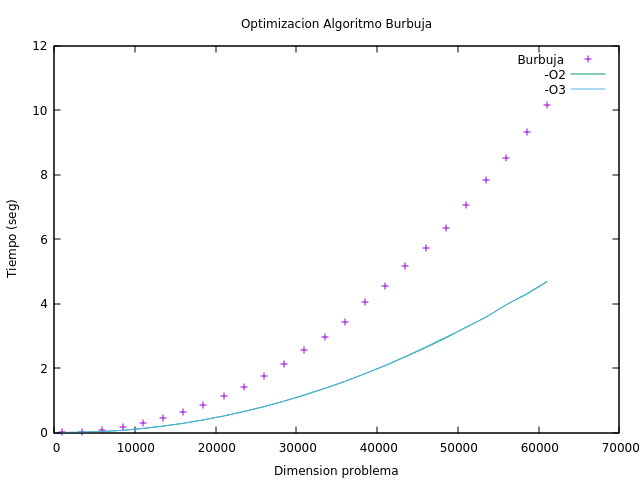 Optimizacion Algoritmo Burbuja
12
10
8
6
4
2
0
Tiempo (seg)
Burbuja
-O2
-O3
0 10000 20000 30000 40000 50000 60000 70000
Dimension problema